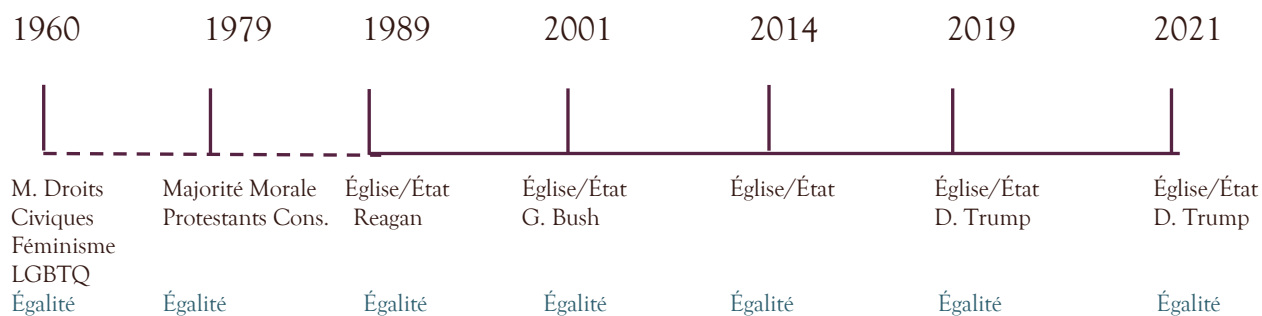 1960 1979 1989 2001 2014 2019 2021
M. Droits Majorité Morale Église/État Église/État Église/État Église/État Église/État
Civiques Protestants Cons. Reagan G. Bush D. Trump D. Trump
Féminisme
LGBTQ
Égalité Égalité Égalité Égalité Égalité Égalité Égalité